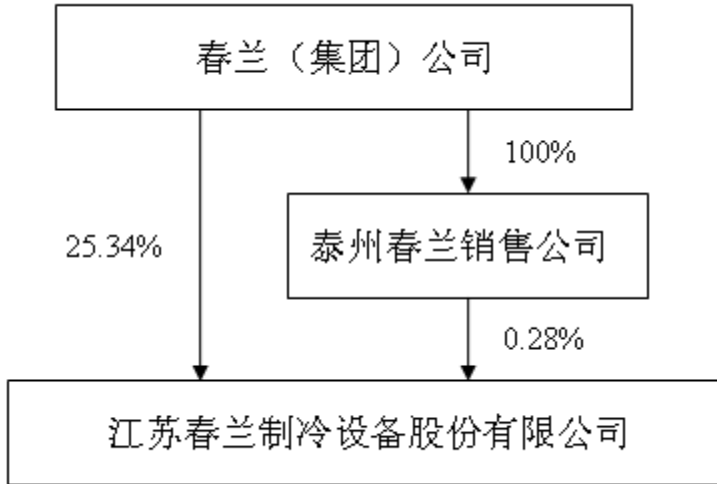 春兰（集团）公司
100%
25.34%
泰州春兰销售公司
0.28%
江苏春兰制冷设备股份有限公司